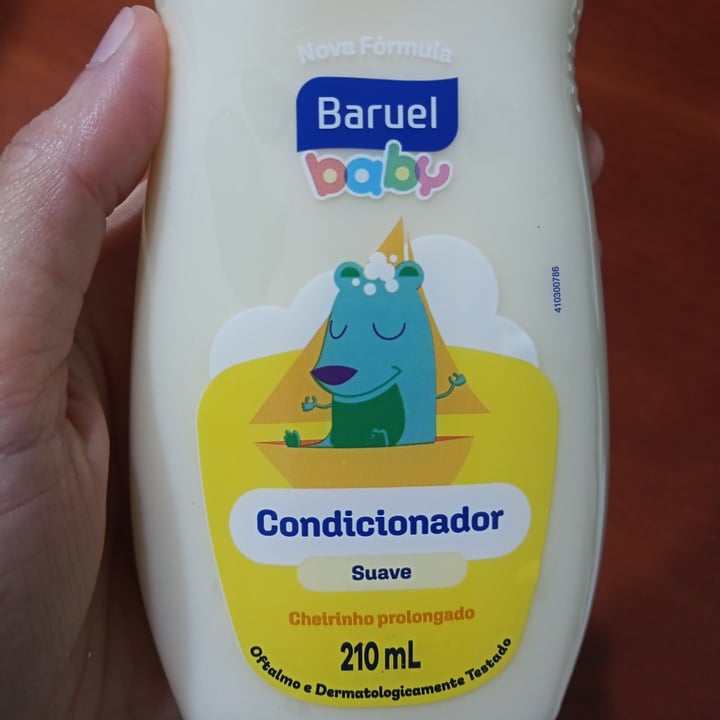 Nova Fórmula
Baruel
baby
410300786
Condicionador
Suave
Cheirinho prolongado
210 mL
Oftalmo e Dermatologicamente Testado